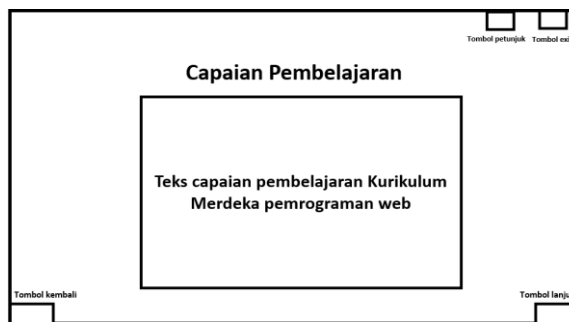 Tombol petunjuk Tombol exi
Capaian Pembelajaran
Teks capaian pembelajaran Kurikulum
Merdeka pemrograman web
Tombol kembali Tombol lanju